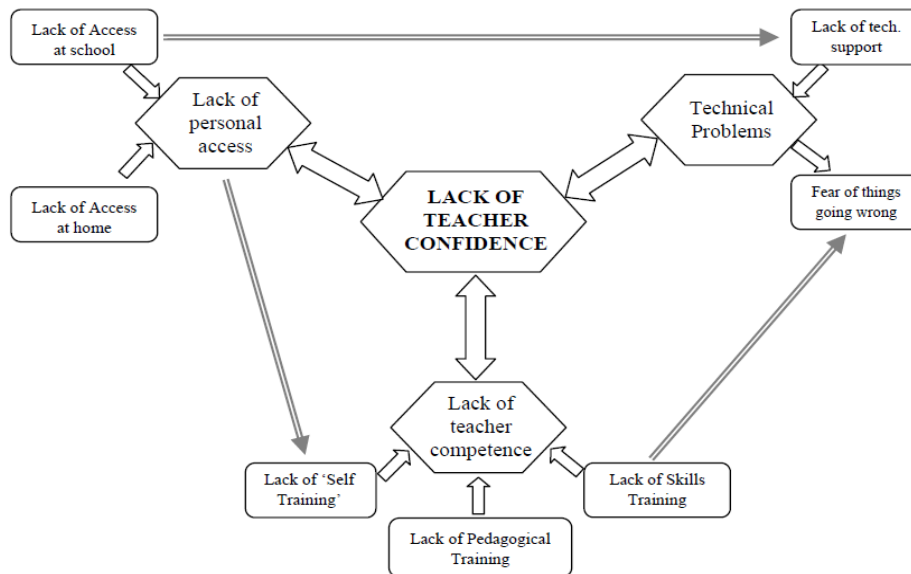 Lack of Access
at school
Lack of tech.
support
Lack of
personal
access
Technical
Problems
Lack of Access
at home
LACK OF
TEACHER
CONFIDENCE
Fear of things
going wrong
Lack of
teacher
competence
Lack of ‘Self
Training’
Lack of Skills
Training
Lack of Pedagogical
Training